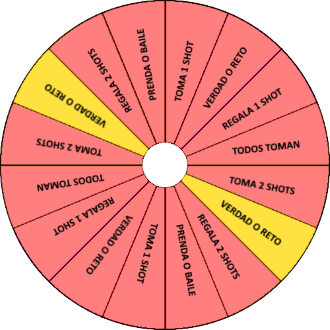 TOMA 1 SHOT
VERDAD O RETO
REGALA 1 SHOT
TODOS TOMAN
TOMA 2 SHOTS
VERDAD O RETO
REGALA 2 SHOTS
PRENDA O BAILE
TOMA 1 SHOT
VERDAD O RETO
REGALA 1 SHOT
TODOS TOMAN
TOMA 2 SHOTS
VERDAD O RETO
REGALA 2 SHOTS
PRENDA O BAILE